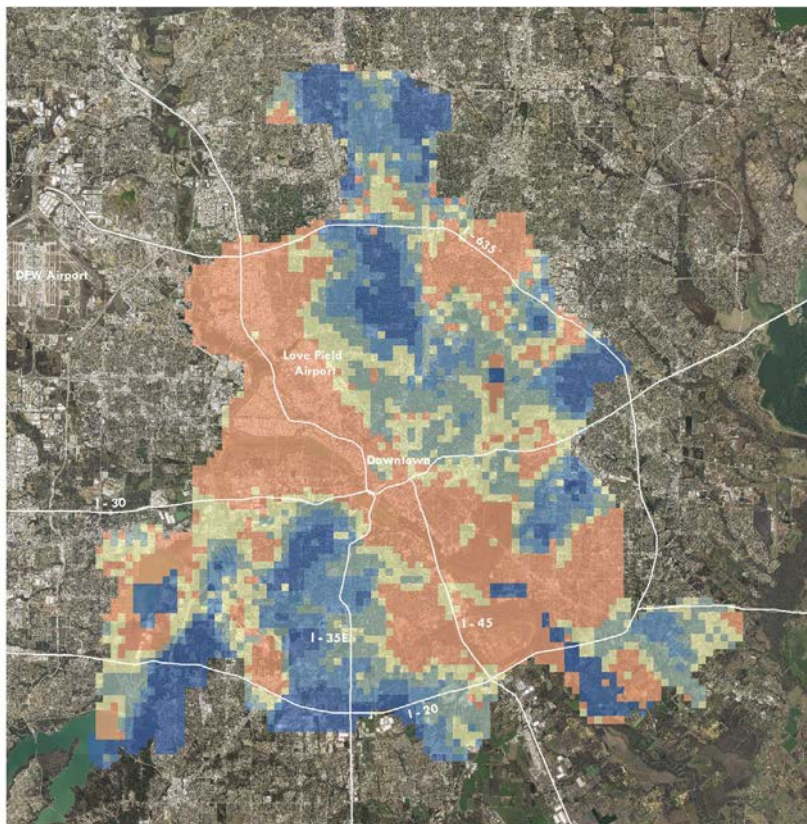 I - 635
DFW Airport
Love Field
Airport
Downtown
I - 30
I - 45
I - 35E
I - 20